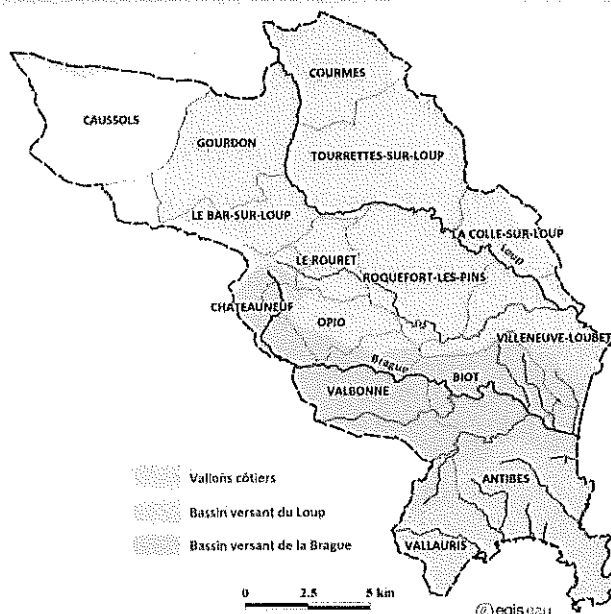 COURMES
CAUSSOLS
GOURDON
TOURRETTES-SUR-LOUP
LE BAR-SUR-LOUP
LA COLLE-SUR-LOUP
Loup
LE ROURET
ROQUEFORT-LES-PINS
CHATEAUNEUF
OPIO
VILLENEUVE-LOUBET
Brague
BIOT
VALBONNE
Vallons côtiers
ANTIBES
Bassin versant du Loup
Bassin versant de la Brague
VALLAURIS
0 2.5 5 km
©egis eau